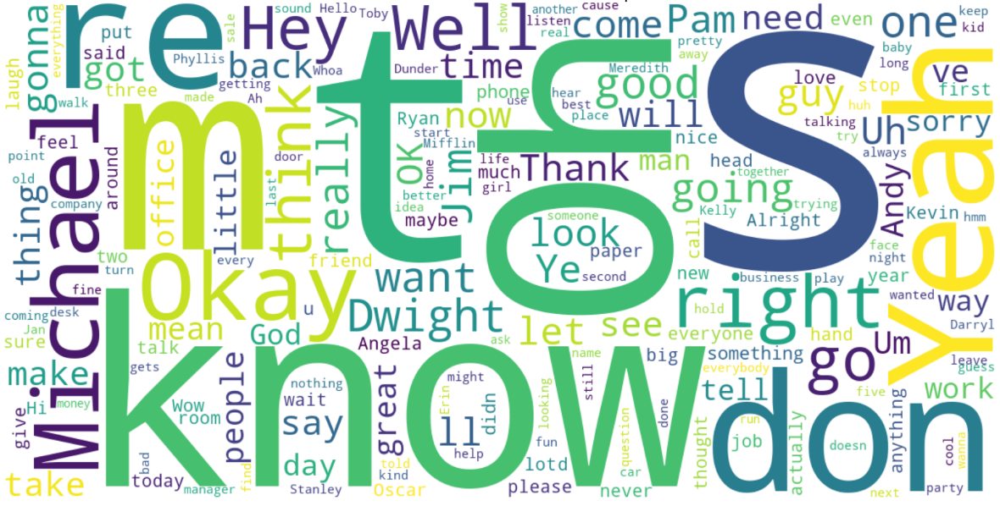 re
Hey
Well
come
Pam
need
even
one
keep
kid
another
cause
listen
real
show
sound
Hello
Toby
sale
put
said
got
gonna
everything
laugh
walk
three
Phyllis
back
Whoa
getting
made
Ah
Dunder
time
phone
Meredith
good
pretty
away
hear
use
best
place
will
now
Ryan
start
Mifflin
OK
home
better
idea
maybe
Jim
life
much
girl
Thank
man
nice
oh
t
S
m
love
guy
stop
huh
talking
try
baby
long
ve
first
Uh
sorry
always
Yeah
Andy
Kevin
hmm
head
together
going
trying
Kelly
Alright
call
face
night
feel
point
old
company
thing
around
Michael
office
little
door
last
think
really
two
turn
every
friend
fine
Okay
u
want
Dwight
someone
look
paper
Ye
second
new
business
play
year
right
hold
wanted
way
Darryl
leave
guess
coming
desk
Jan
sure
mean
God
talk
gets
Angela
let
see
everyone
ask
name
big
something
everybody
hand
go
Um
five
work
make
Hi
money
give
take
know
Wow
room
people
nothing
wait
say
day
Stanley
great
told
kind
Oscar
might
Erin
ll
didn
help
fun
lotd
please
looking
still
question
car
never
done
thought
tell
run
job
actually
don
doesn
anything
next
cool
wanna
party
bad
today
manager
find